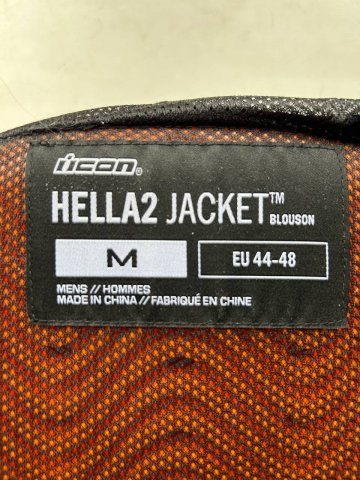 icon®
HELLA2 JACKET™
BLOUSON
M
EU 44-48
MENS // HOMMES
MADE IN CHINA // FABRIQUÉ EN CHINE